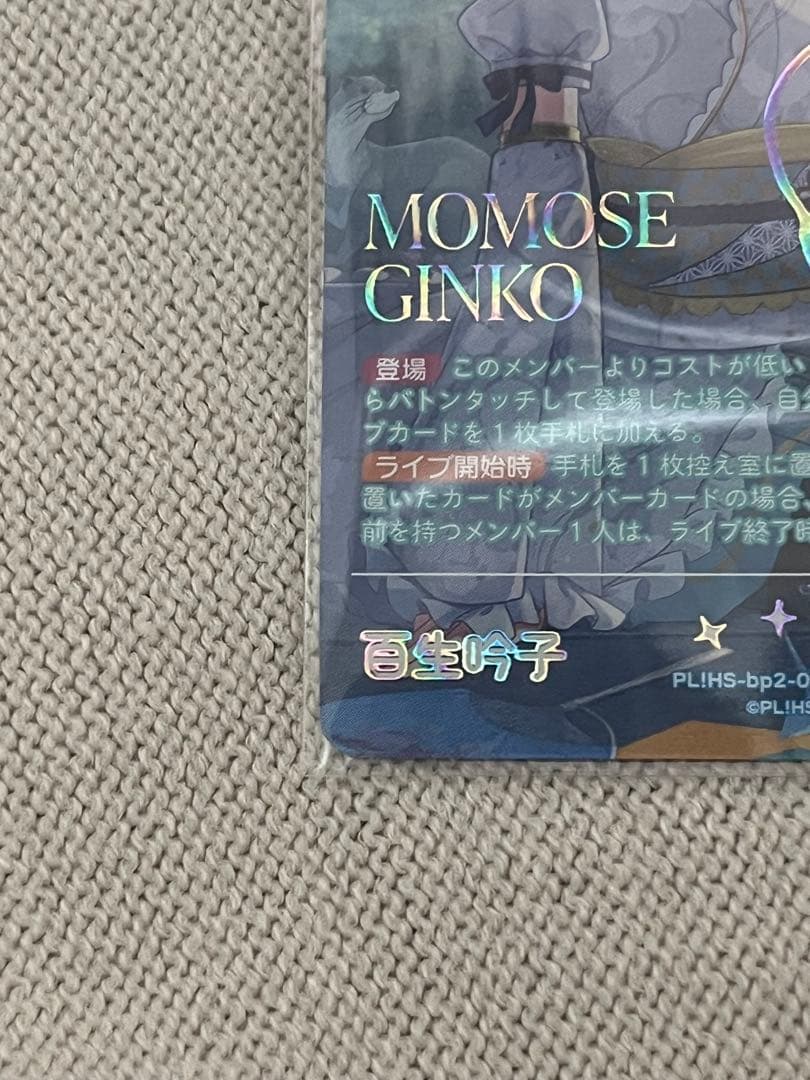 MOMOSE
GINKO
登場 このメンバーよりコストが低い
らバトンタッチして登場した場合、自
ブカードを1枚手札に加える。
ライブ開始時 手札を1枚控え室に置
置いたカードがメンバーカードの場合、
前を持つメンバー1人は、ライブ終了時
百生吟子
PL!HS-bp2-0
©PL!HS